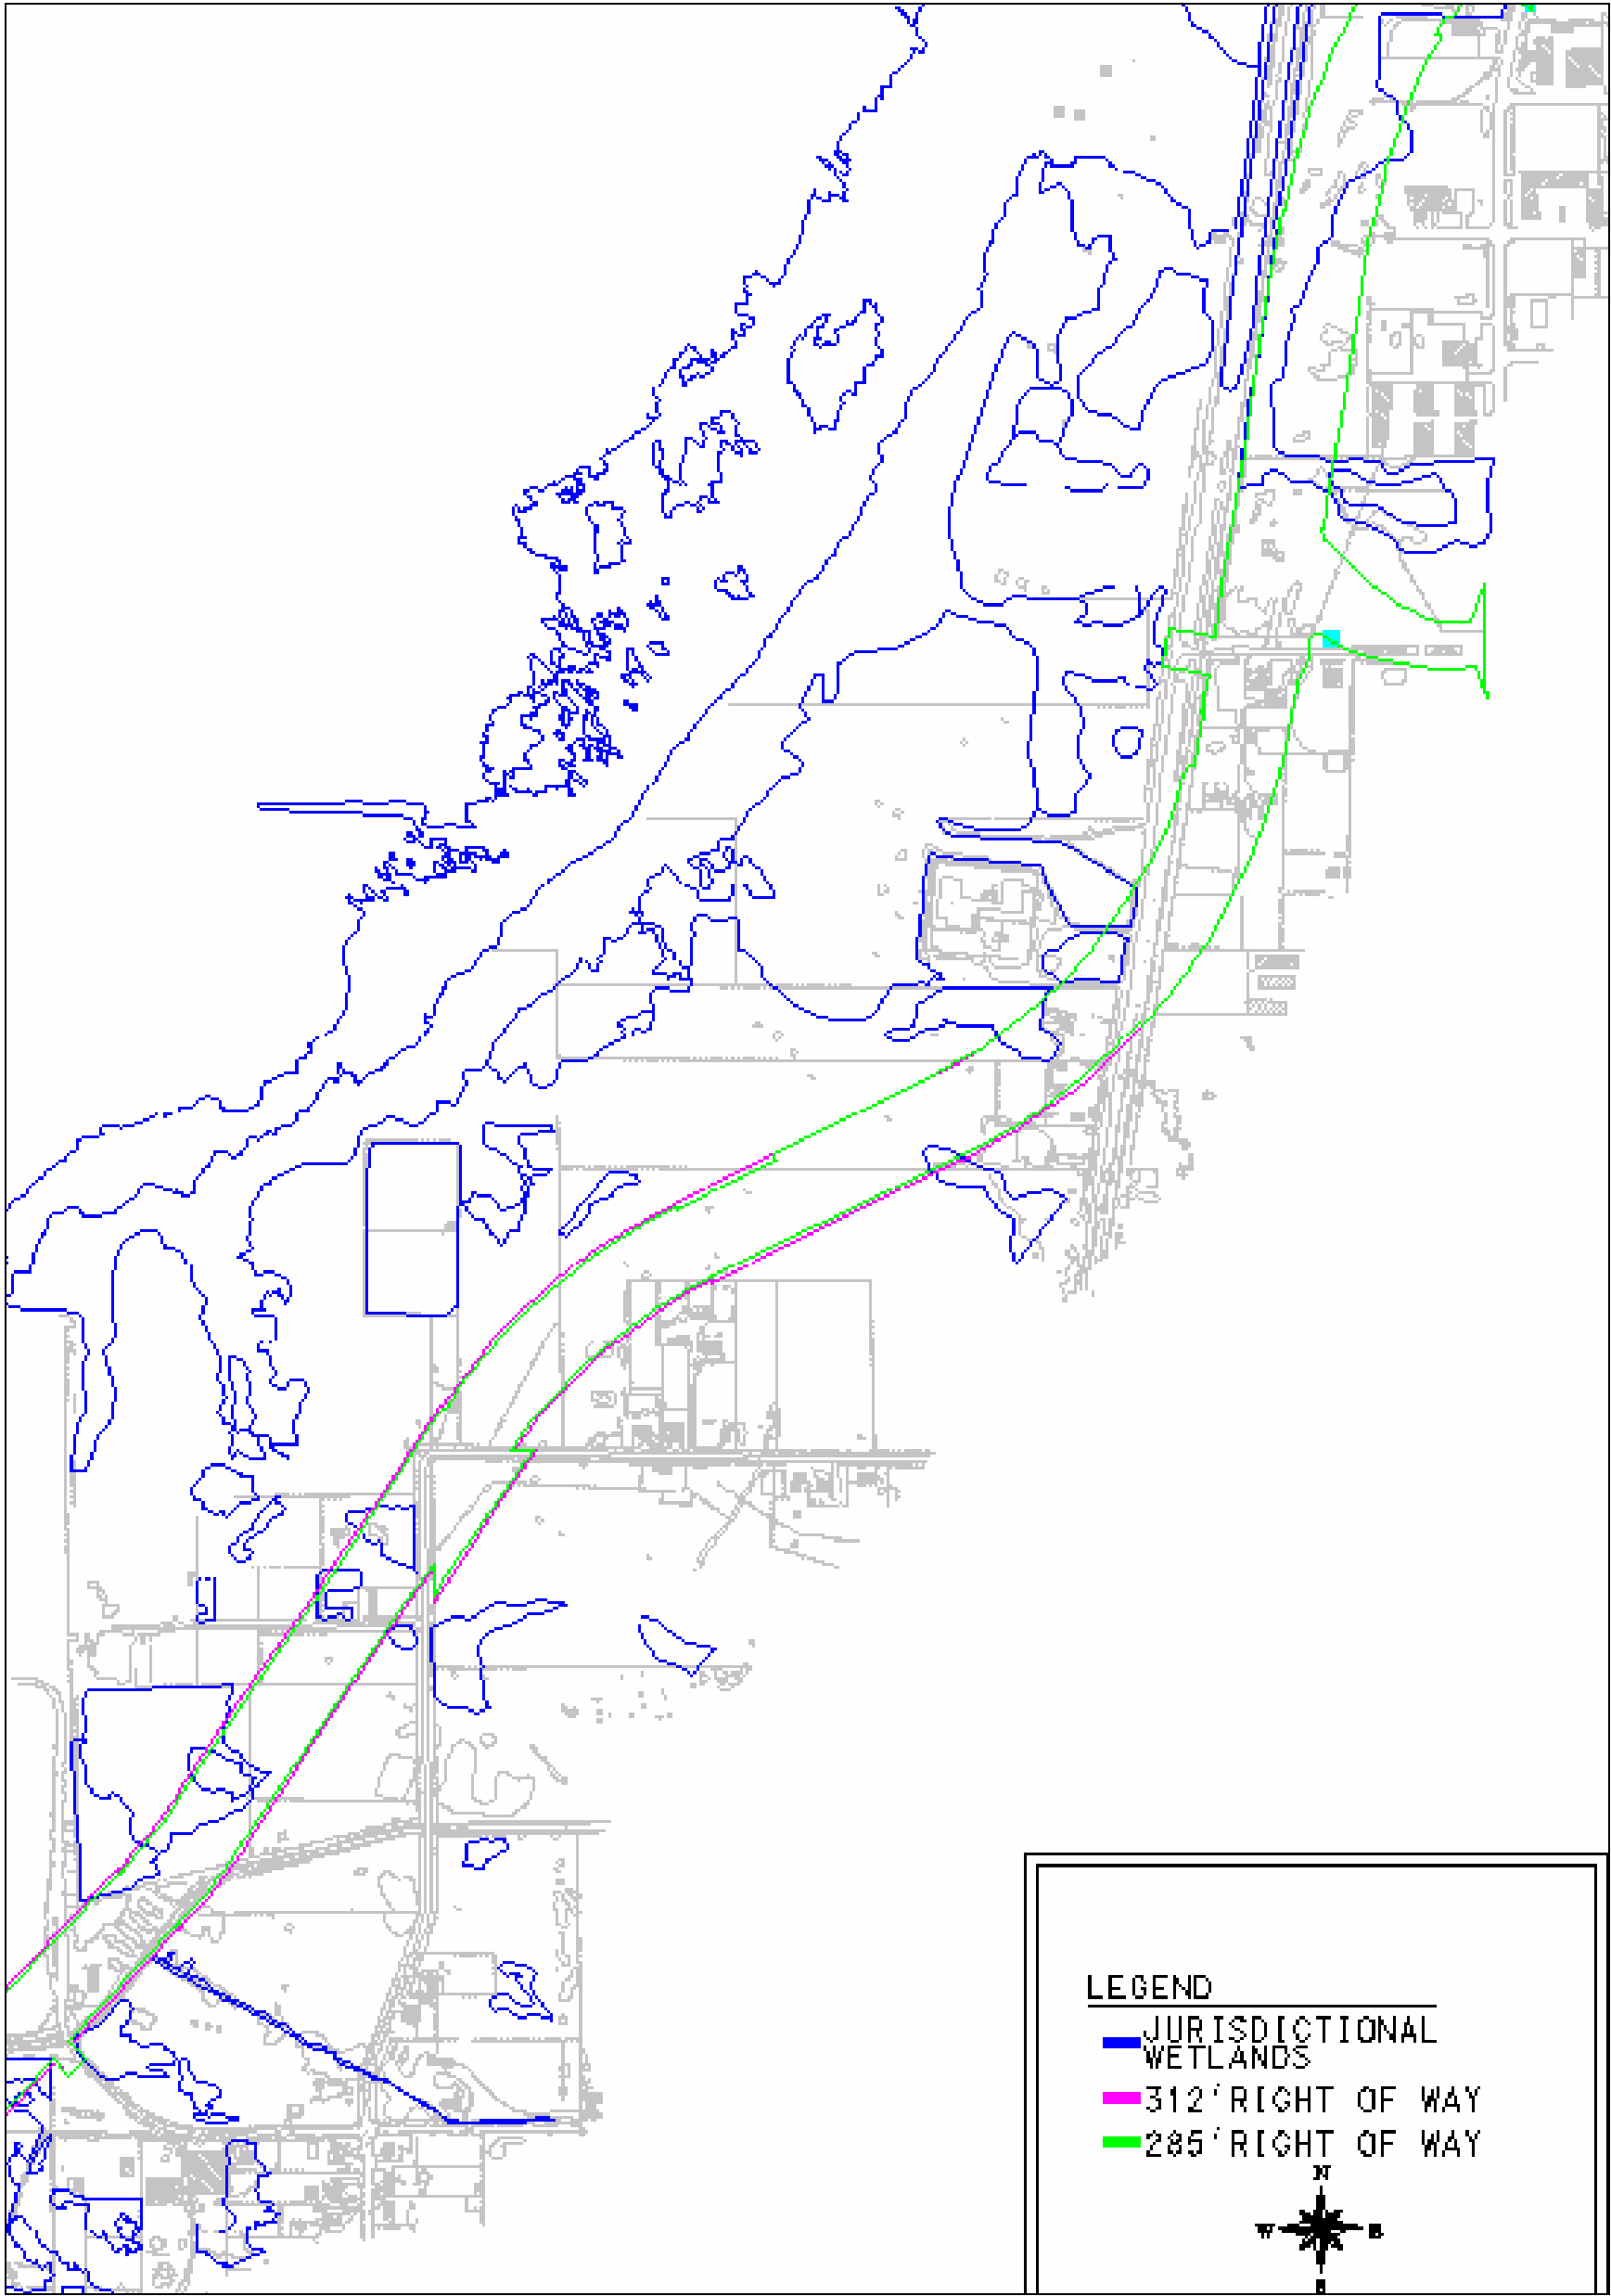 LEGEND
JURISDICTIONAL
WETLANDS
312' RIGHT OF WAY
285' RIGHT OF WAY
N
W E
S